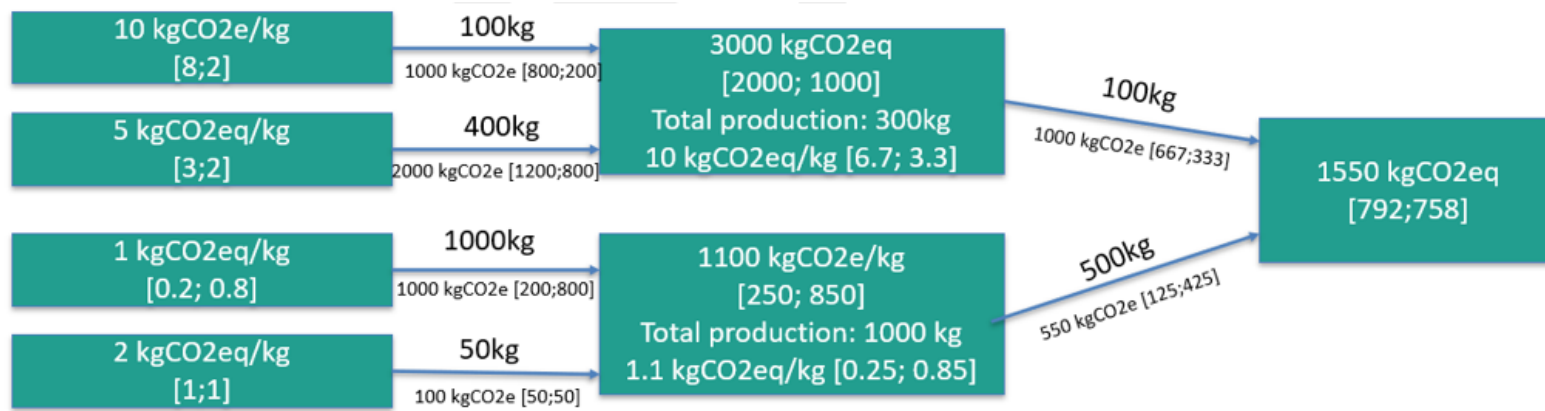 10 kgCO2e/kg
[8;2]
100kg
1000 kgCO2e [800;200]
5 kgCO2eq/kg
[3;2]
400kg
2000 kgCO2e [1200;800]
3000 kgCO2eq
[2000; 1000]
Total production: 300kg
10 kgCO2eq/kg [6.7; 3.3]
100kg
1000 kgCO2e [667;333]
1 kgCO2eq/kg
[0.2; 0.8]
1000kg
1000 kgCO2e [200;800]
2 kgCO2eq/kg
[1;1]
50kg
100 kgCO2e [50;50]
1100 kgCO2e/kg
[250; 850]
Total production: 1000 kg
1.1 kgCO2eq/kg [0.25; 0.85]
500kg
550 kgCO2e [125;425]
1550 kgCO2eq
[792;758]